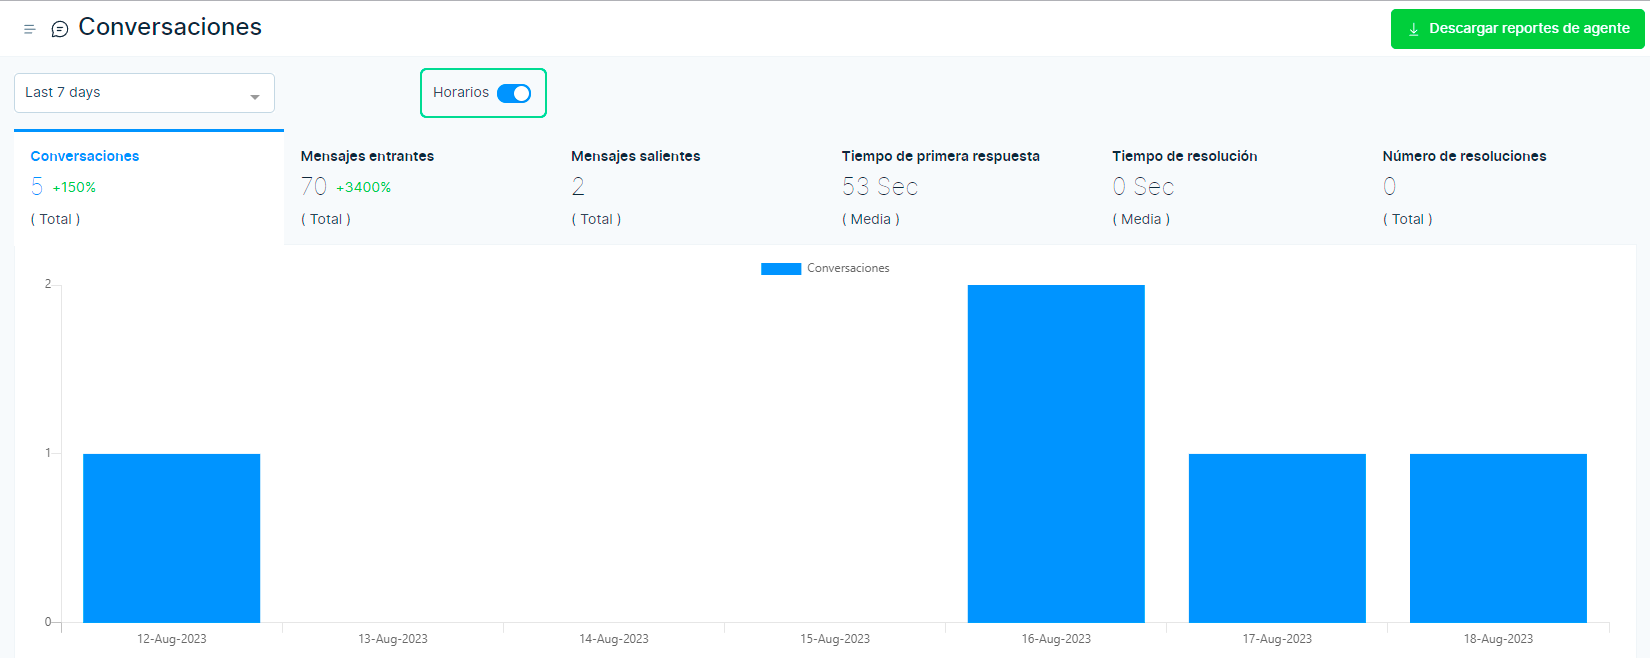 Conversaciones
Descargar reportes de agente
Last 7 days
Horarios
Conversaciones
5 +150%
( Total )
Mensajes entrantes
70 +3400%
( Total )
Mensajes salientes
2
( Total )
Tiempo de primera respuesta
53 Sec
( Media )
Tiempo de resolución
0 Sec
( Media )
Número de resoluciones
0
( Total )
Conversaciones
2
1
0
12-Aug-2023
13-Aug-2023
14-Aug-2023
15-Aug-2023
16-Aug-2023
17-Aug-2023
18-Aug-2023